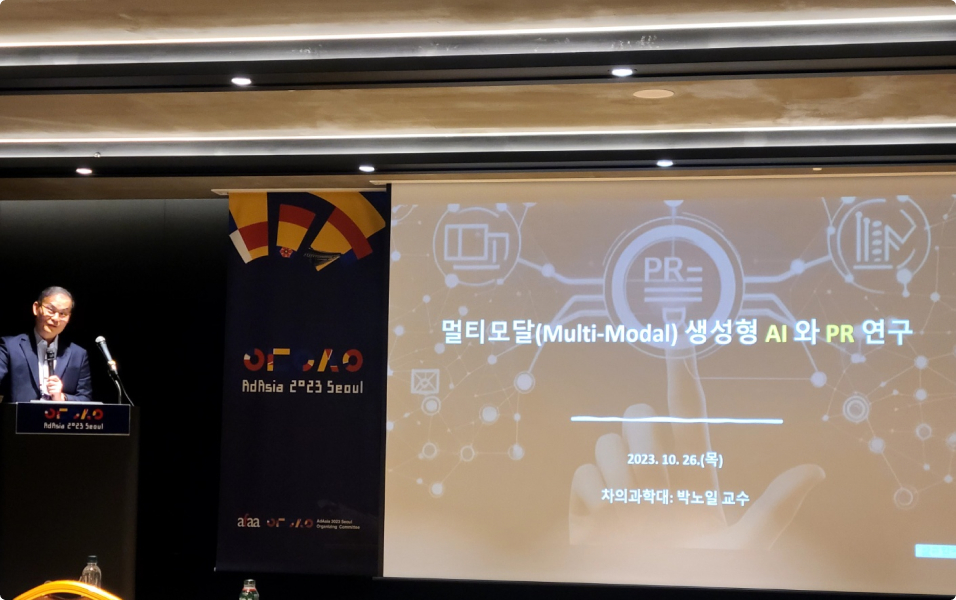 PR
멀티모달(Multi-Modal) 생성형 AI 와 PR 연구
2023. 10. 26.(목)
차의과학대: 박노일 교수
AdAsia 2023 Seoul
afaa
AdAsia 2023 Seoul
Organizing Committee
AdAsia 2023 Seoul